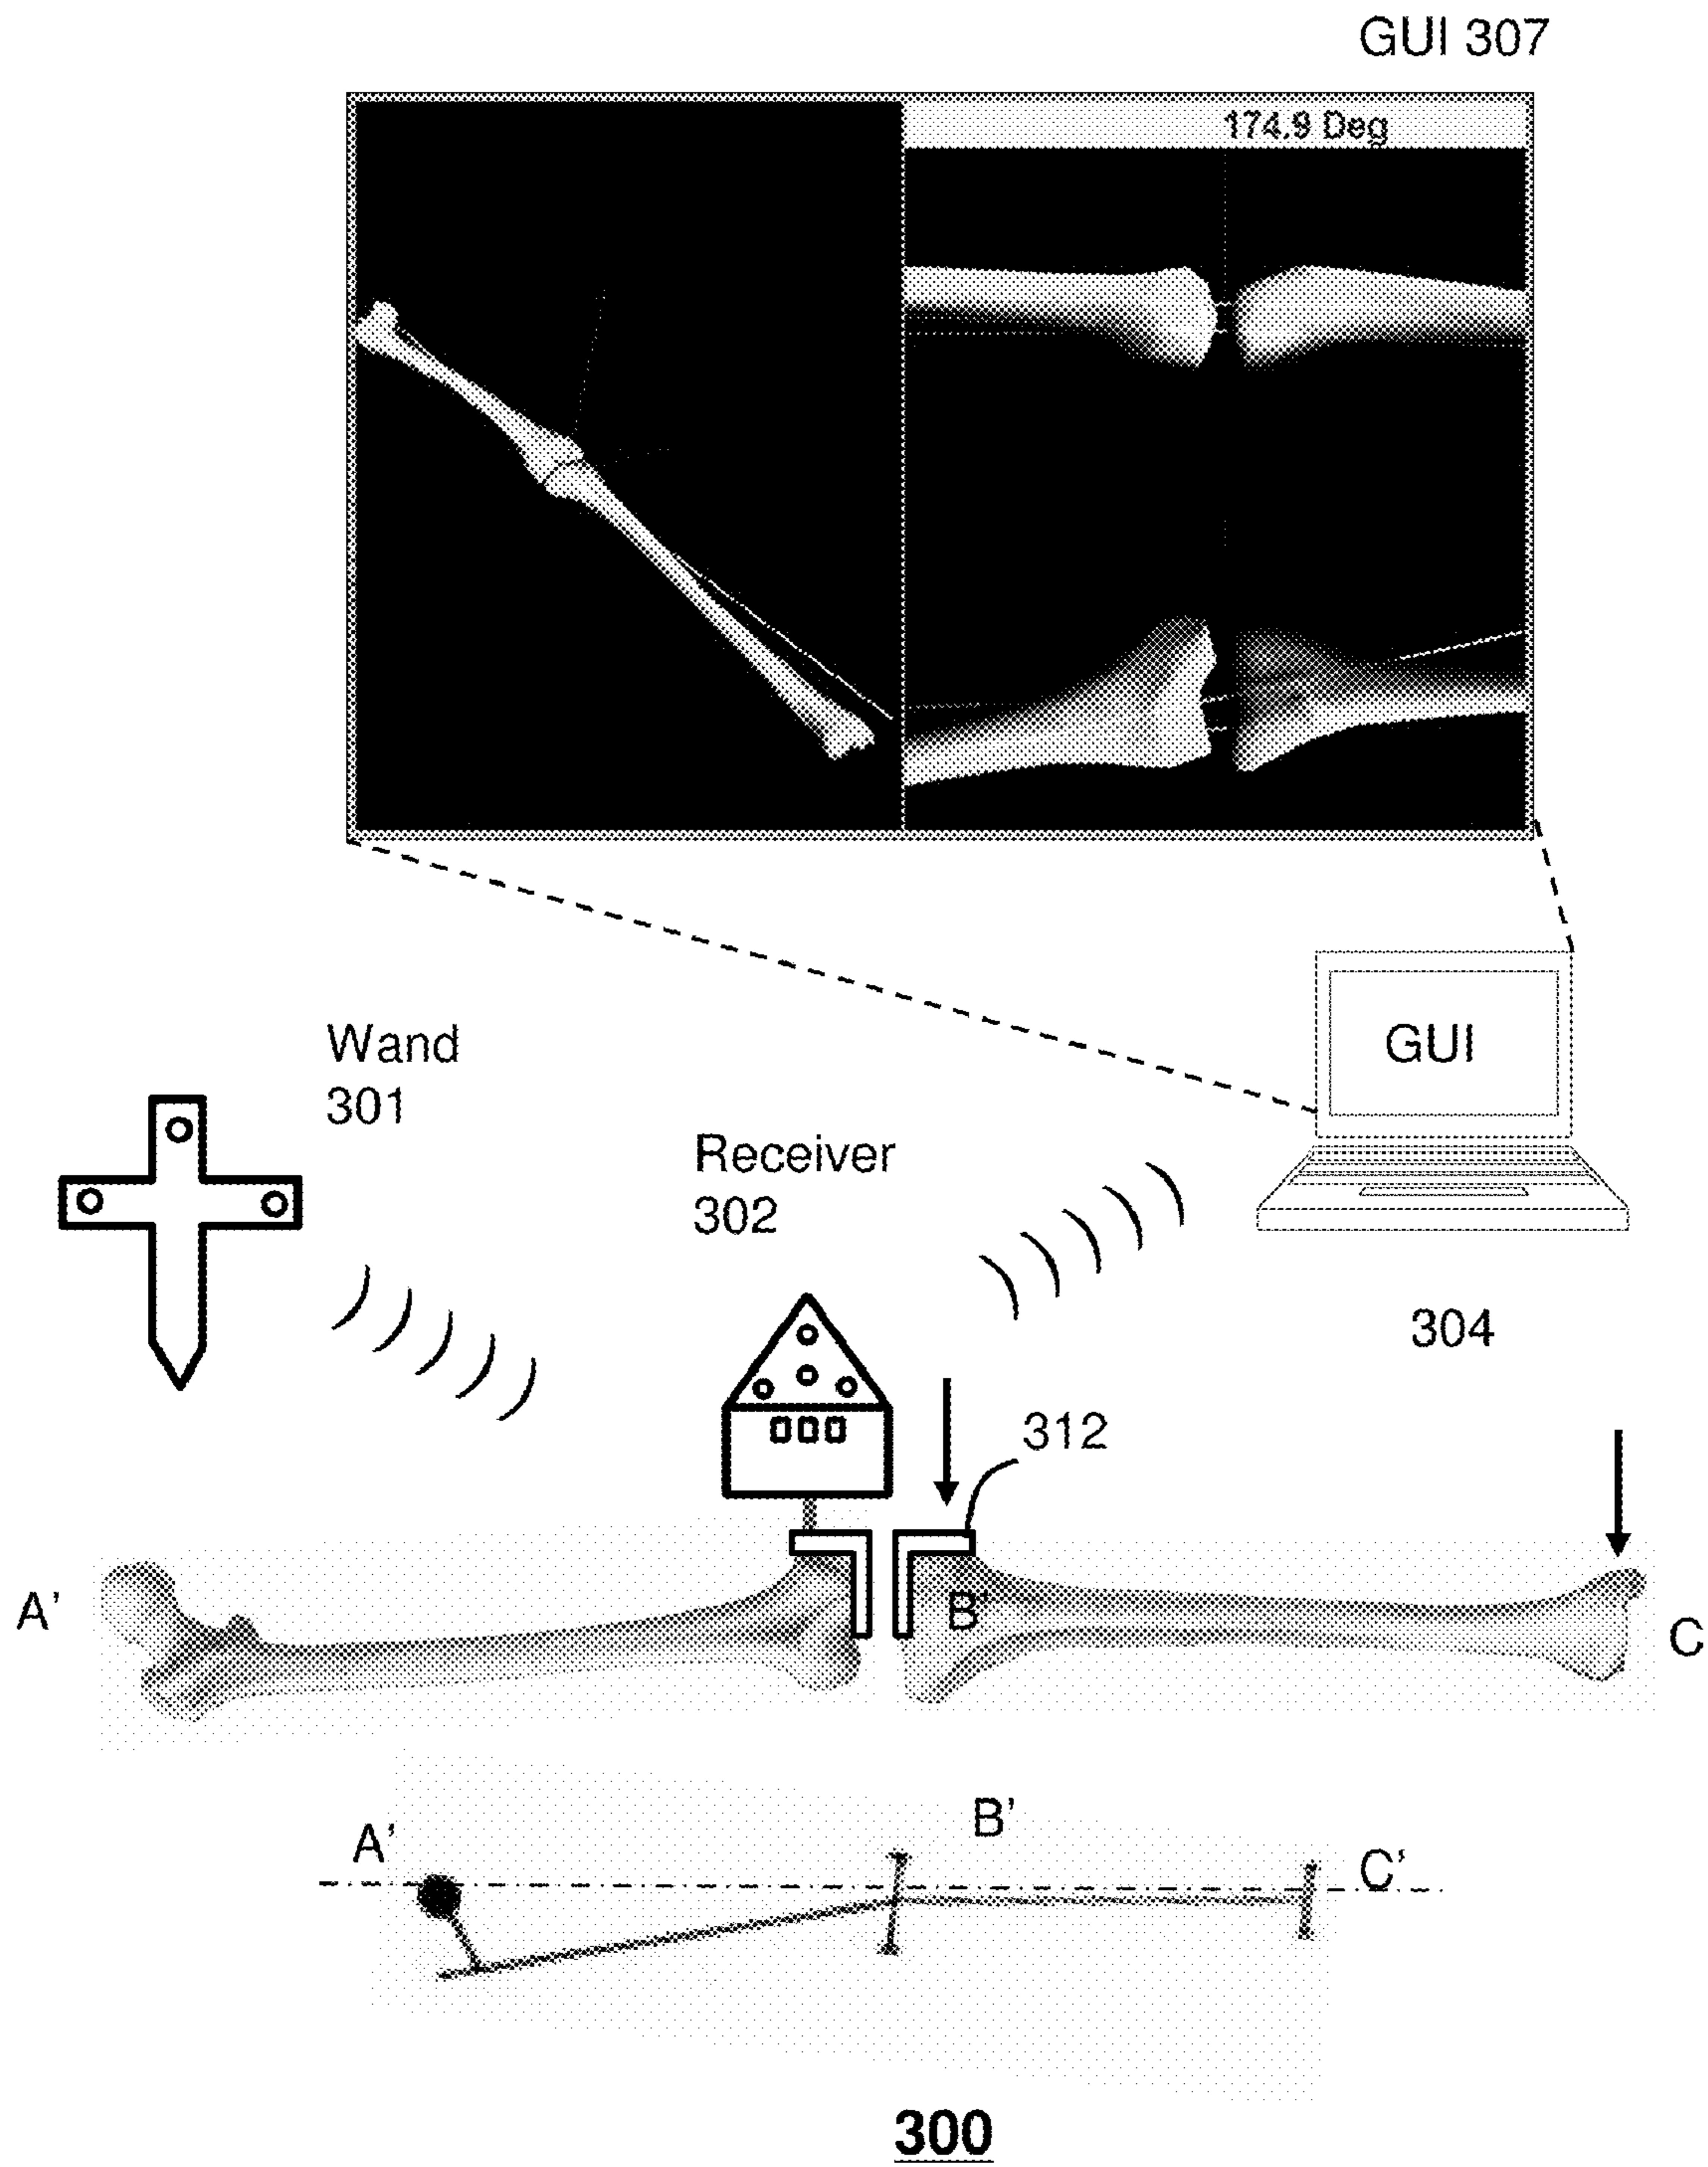 GUI 307
174.9 Deg
GUI
Wand
301
Receiver
302
304
312
A'
B'
C
A'
B'
C'
300